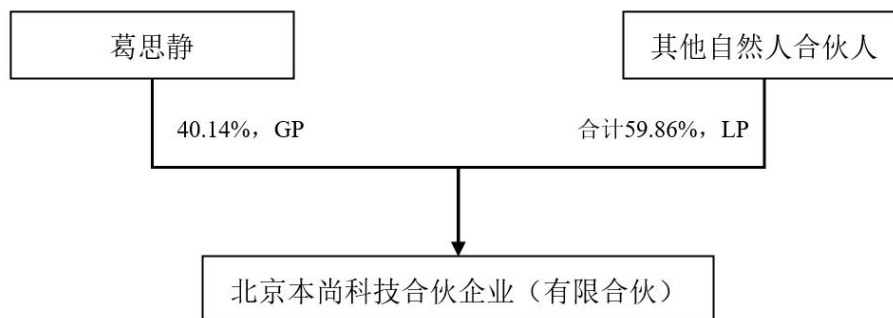 葛思静
其他自然人合伙人
40.14%，GP
合计59.86%，LP
北京本尚科技合伙企业（有限合伙）